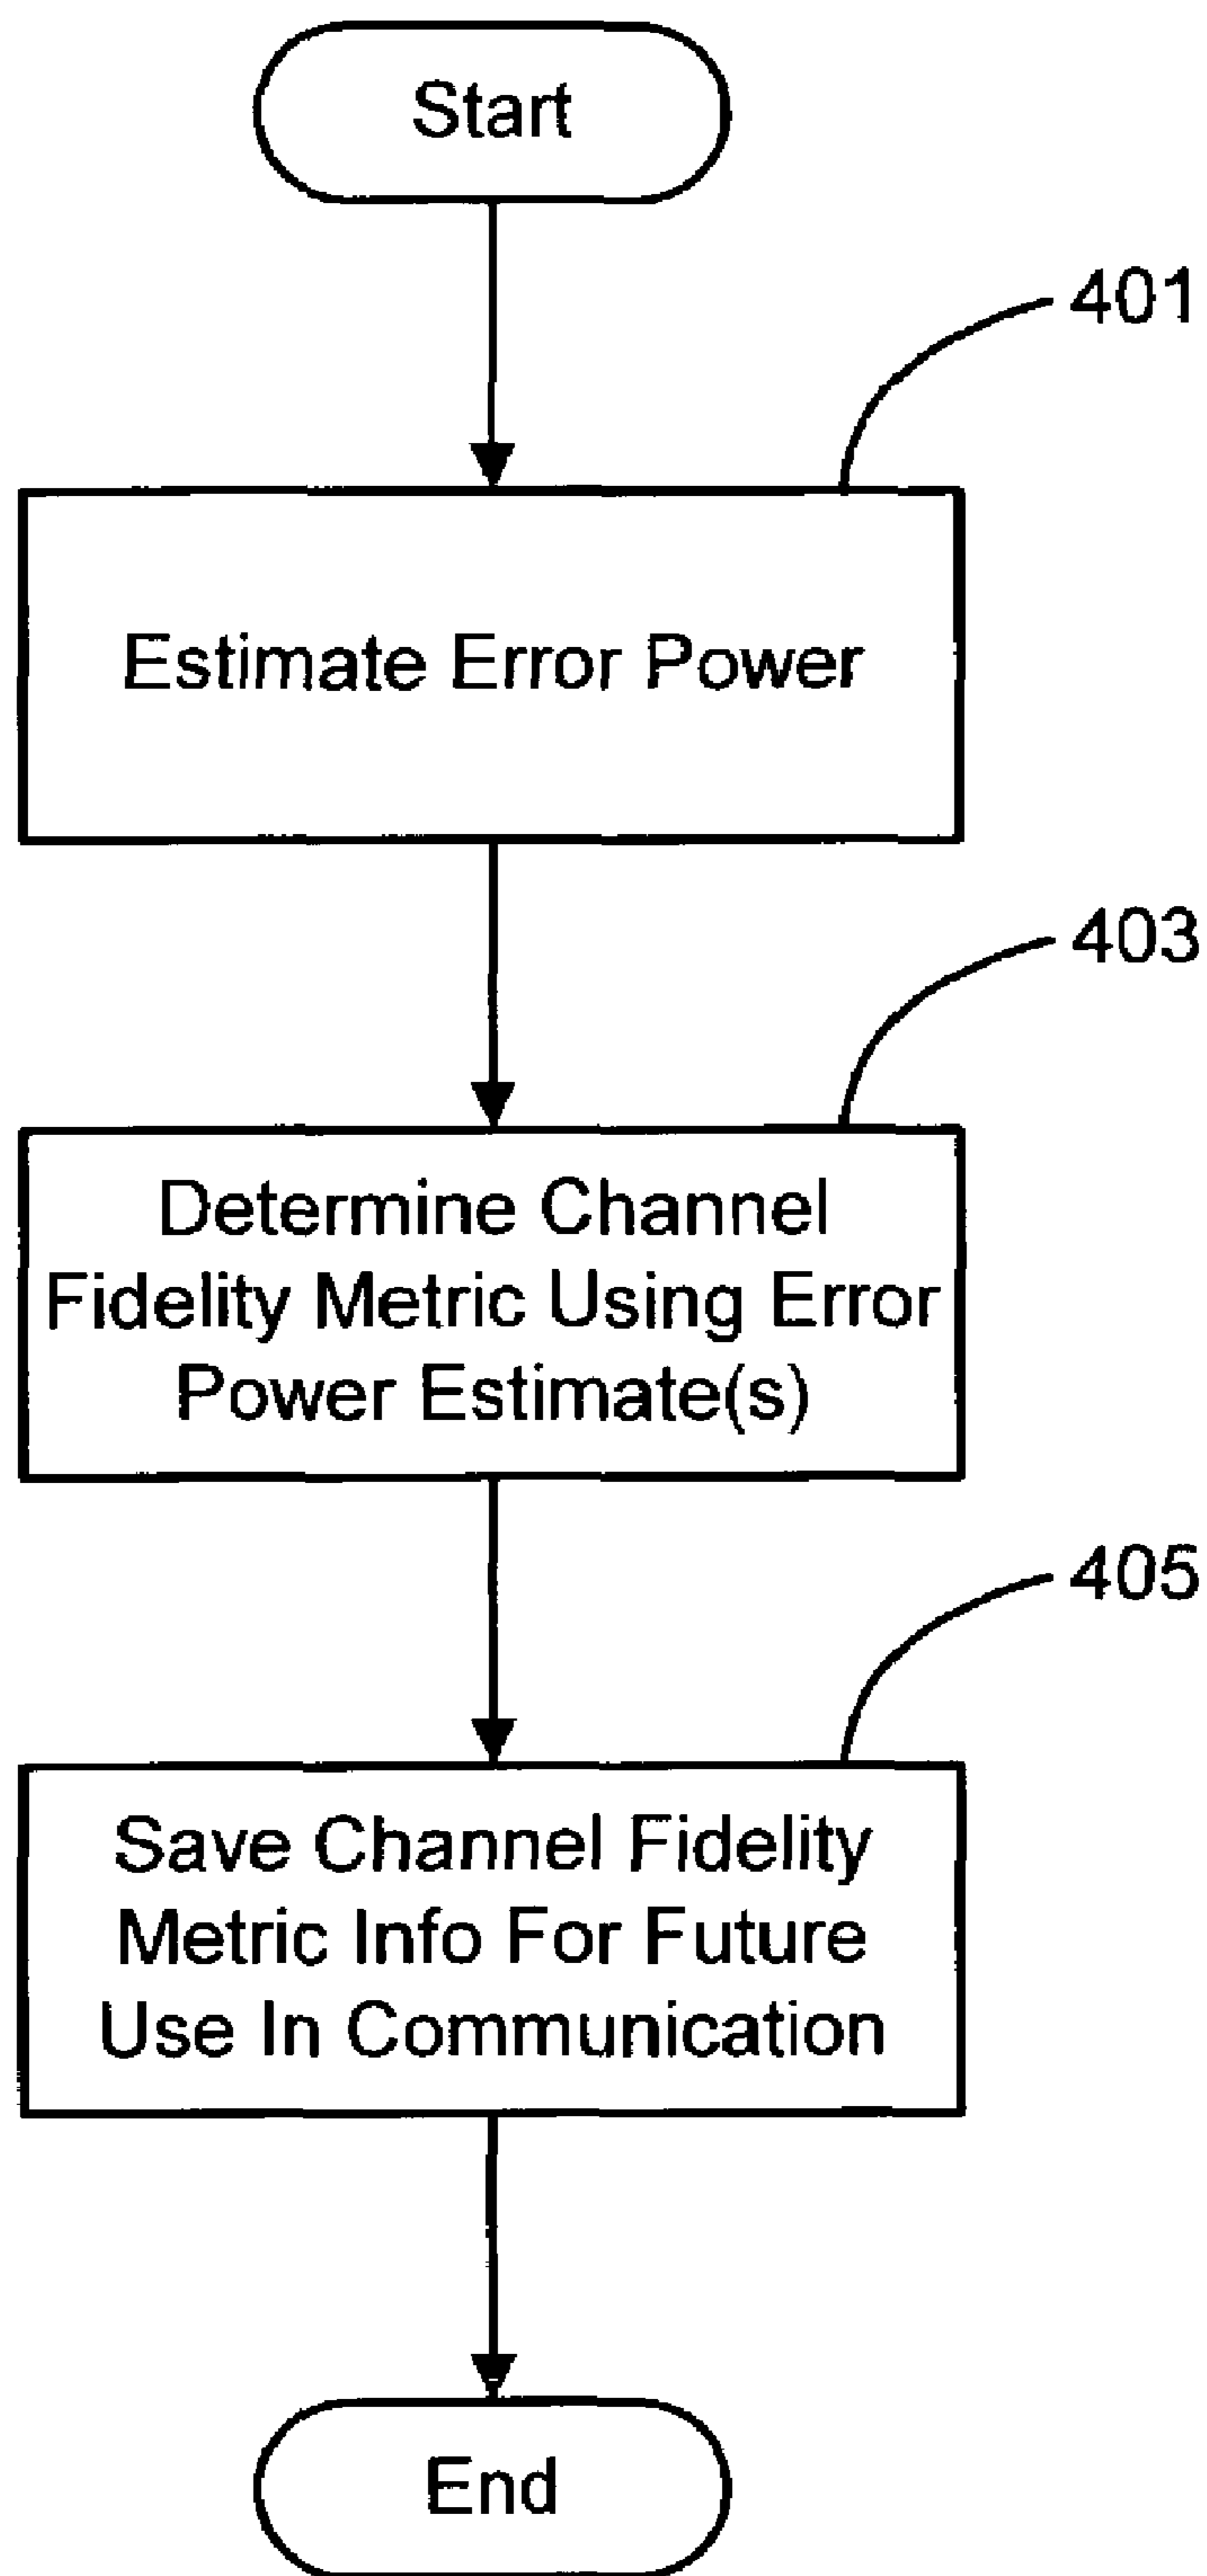 Start
401
Estimate Error Power
403
Determine Channel
Fidelity Metric Using Error
Power Estimate(s)
405
Save Channel Fidelity
Metric Info For Future
Use In Communication
End